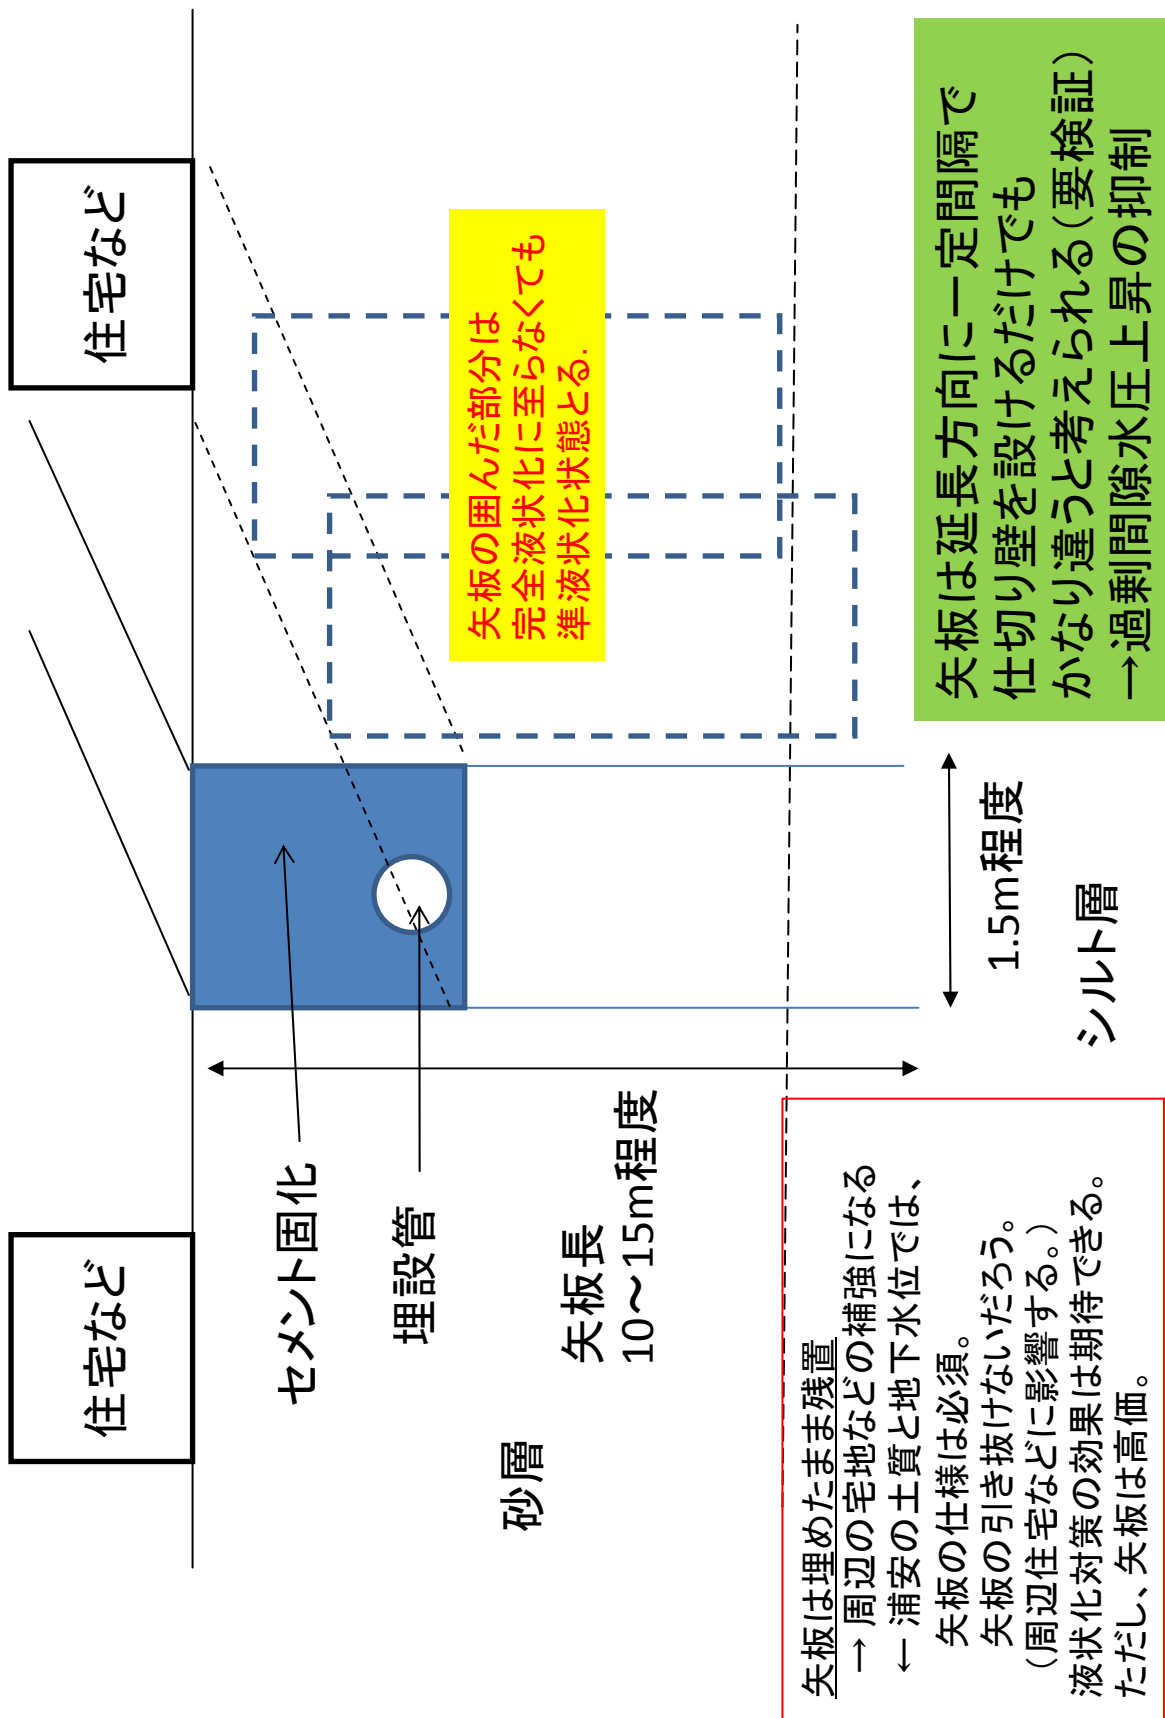 住宅など
住宅など
セメント固化
埋設管
矢板長
10～15m程度
砂層
矢板の囲んだ部分は
完全液状化に至らなくても
準液状化状態とる.
1.5m程度
シルト層
矢板は埋めたまま残置
→ 周辺の宅地などの補強になる
← 浦安の土質と地下水位では、
矢板の仕様は必須。
矢板の引き抜けないだろう。
（周辺住宅などに影響する。）
液状化対策の効果は期待できる。
ただし、矢板は高価。
矢板は延長方向に一定間隔で
仕切り壁を設けるだけでも
かなり違うと考えられる（要検証）
→過剰間隙水圧上昇の抑制